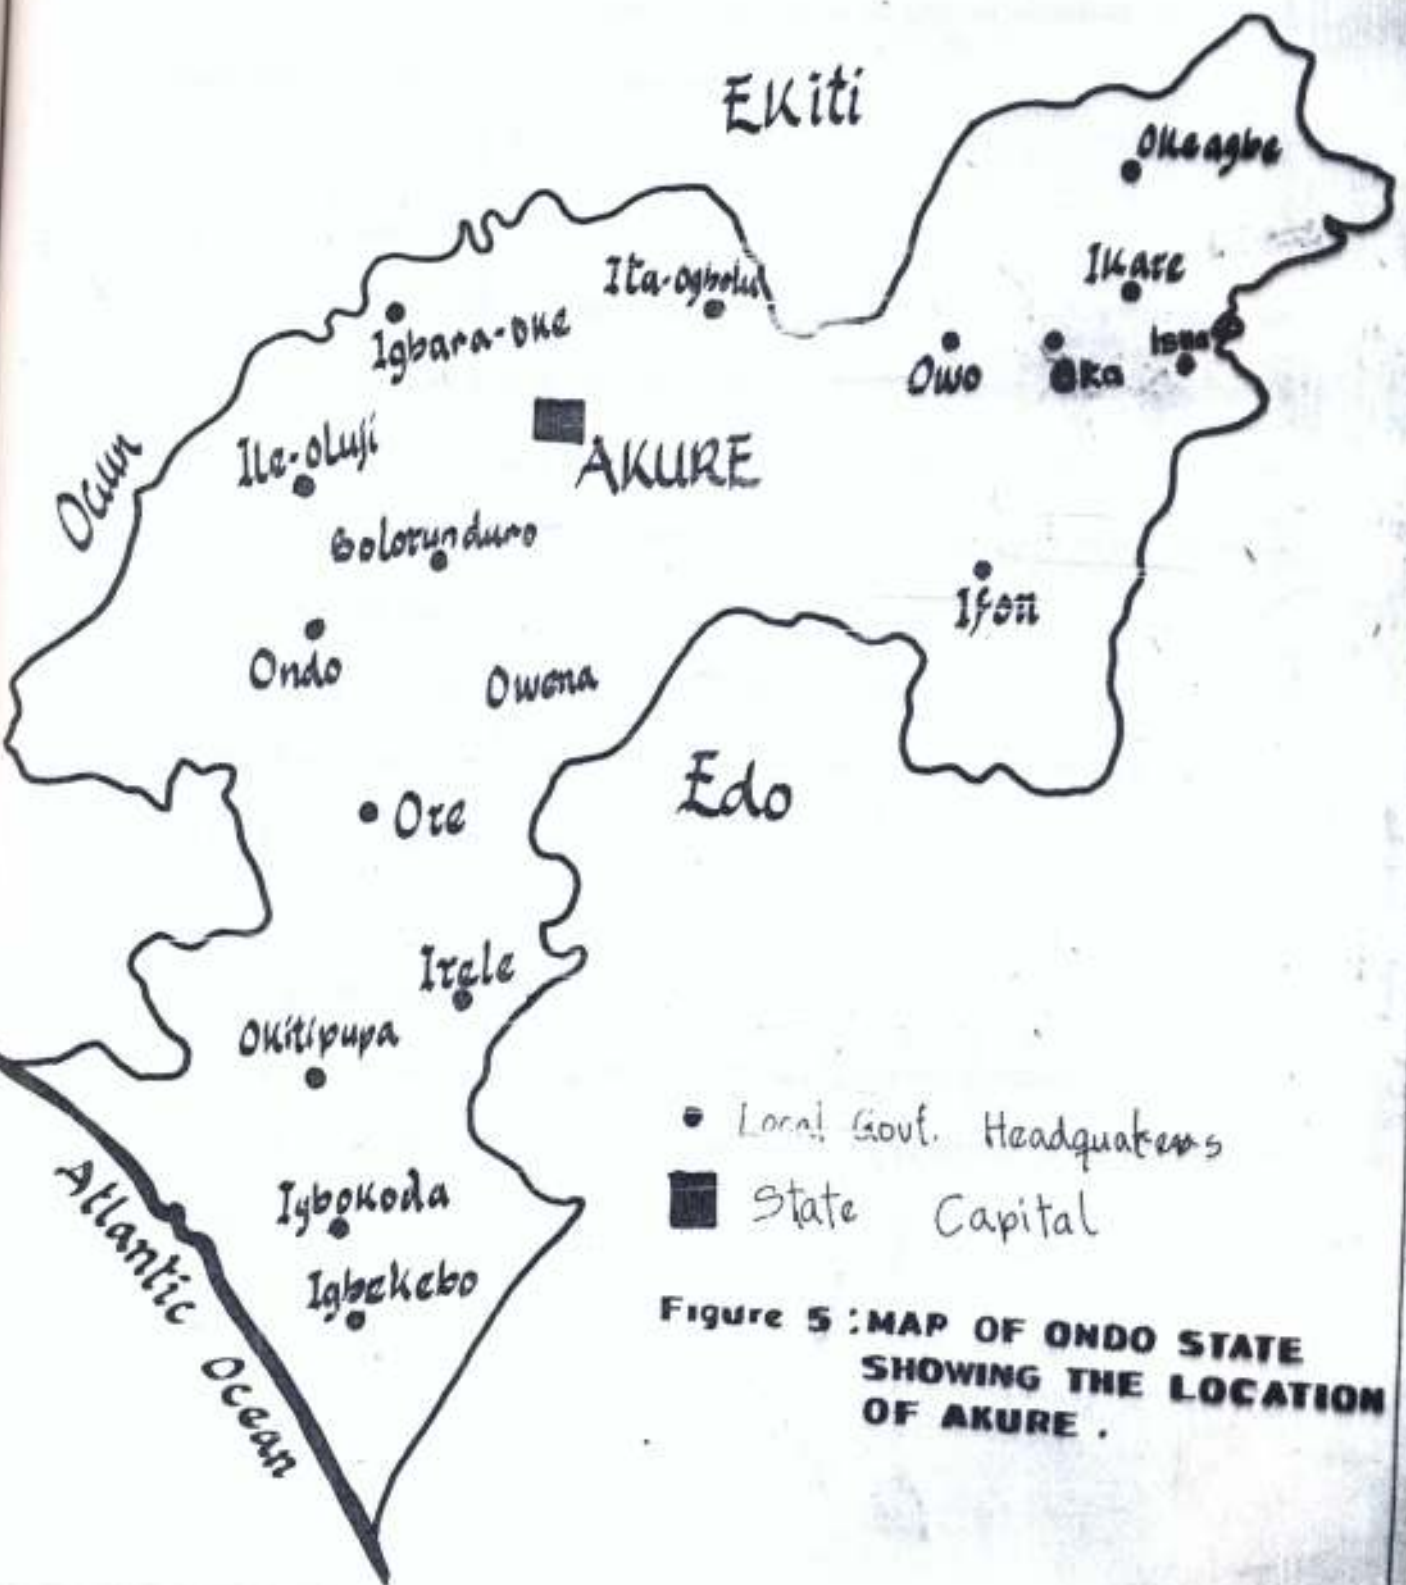 EKiti
Okeagbe
Ita-Ogbolu
Ikare
Igbara-oke
Owo
Oka
Isua
Ile-oluji
AKURE
Osun
Bolorunduro
Ifon
Ondo
Owena
Edo
Ore
Irele
Okitipupa
Local Govt. Headquaters
Igbokoda
State Capital
Atlantic Ocean
Igbekebo
Figure 5 : MAP OF ONDO STATE
SHOWING THE LOCATION
OF AKURE .